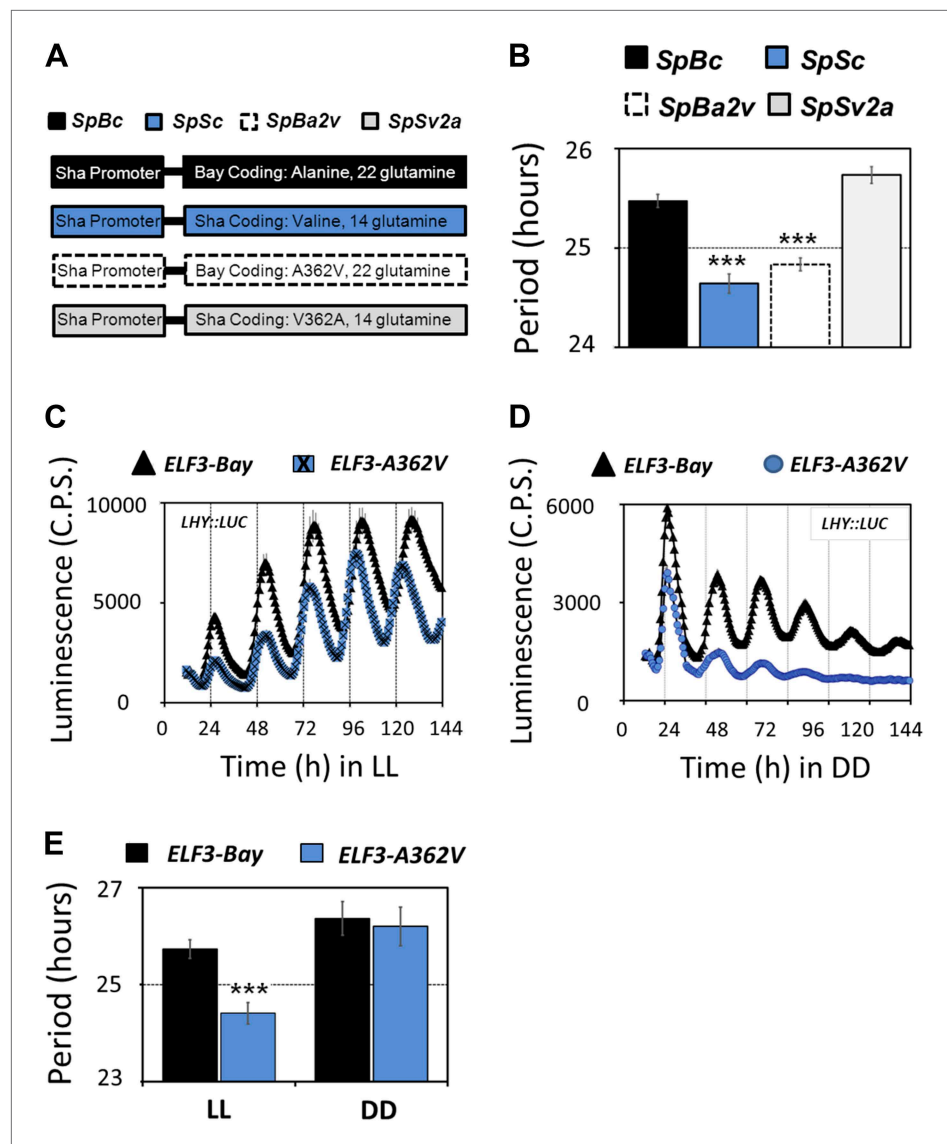 A
SpBc SpSc SpBa2v SpSv2a
Sha Promoter Bay Coding: Alanine, 22 glutamine
Sha Promoter Sha Coding: Valine, 14 glutamine
Sha Promoter Bay Coding: A362V, 22 glutamine
Sha Promoter Sha Coding: V362A, 14 glutamine
B
SpBc SpSc
SpBa2v SpSv2a
Period (hours)
26
25
24
*** ***
C
ELF3-Bay ELF3-A362V
Luminescence (C.P.S.)
10000
5000
0
LHY::LUC
0 24 48 72 96 120 144
Time (h) in LL
D
ELF3-Bay ELF3-A362V
Luminescence (C.P.S.)
6000
3000
0
LHY::LUC
0 24 48 72 96 120 144
Time (h) in DD
E
ELF3-Bay ELF3-A362V
Period (hours)
27
25
23
***
LL DD